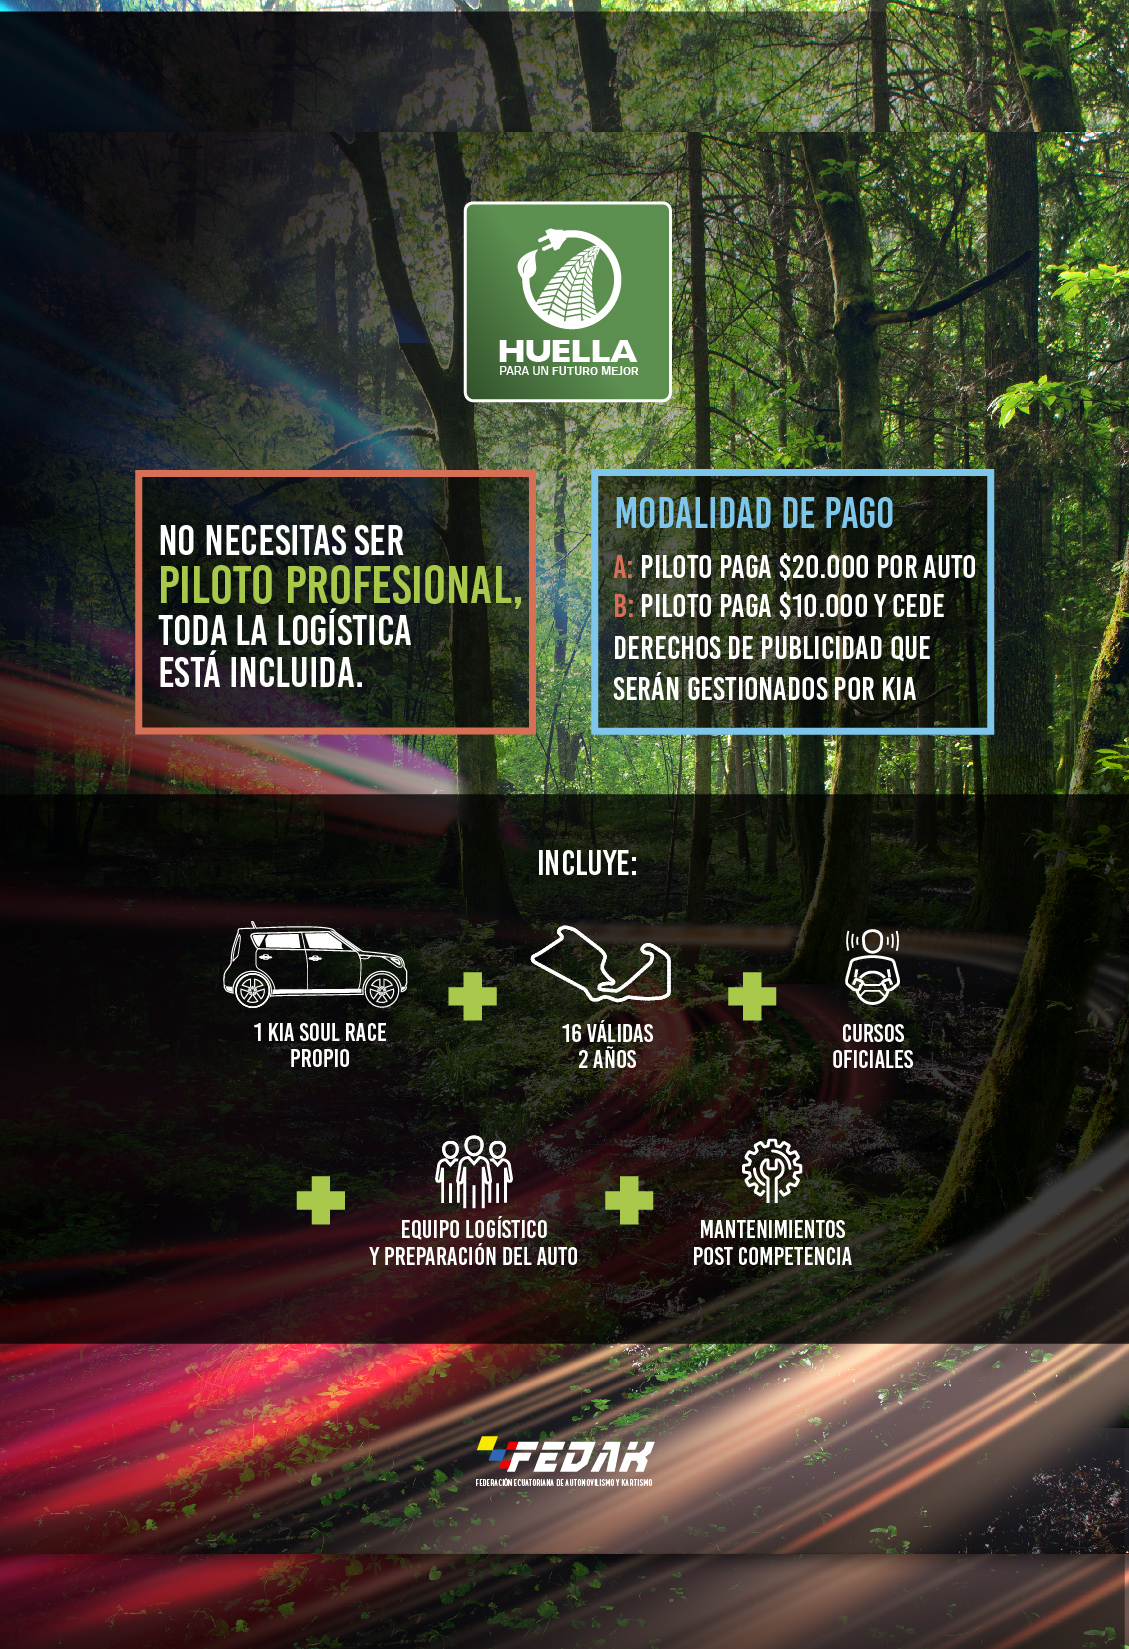 HUELLA
PARA UN FUTURO MEJOR
NO NECESITAS SER
PILOTO PROFESIONAL,
TODA LA LOGÍSTICA
ESTÁ INCLUIDA.
MODALIDAD DE PAGO
A: PILOTO PAGA $20.000 POR AUTO
B: PILOTO PAGA $10.000 Y CEDE
DERECHOS DE PUBLICIDAD QUE
SERÁN GESTIONADOS POR KIA
INCLUYE:
1 KIA SOUL RACE
PROPIO
16 VÁLIDAS
2 AÑOS
CURSOS
OFICIALES
EQUIPO LOGÍSTICO
Y PREPARACIÓN DEL AUTO
MANTENIMIENTOS
POST COMPETENCIA
FEDAK
FEDERACIÓN ECUATORIANA DE AUTOMOVILISMO Y KARTISMO